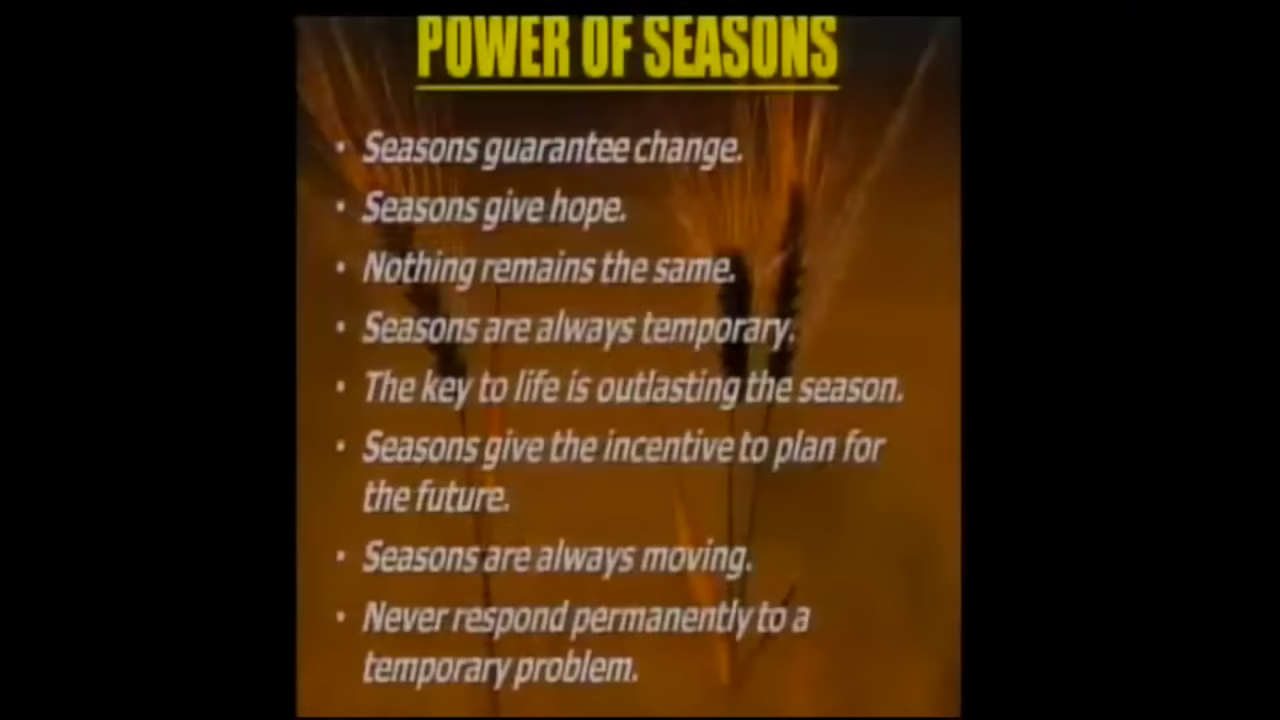 POWER OF SEASONS
• Seasons guarantee change.
• Seasons give hope.
• Nothing remains the same.
• Seasons are always temporary.
• The key to life is outlasting the season.
• Seasons give the incentive to plan for
the future.
• Seasons are always moving.
• Never respond permanently to a
temporary problem.